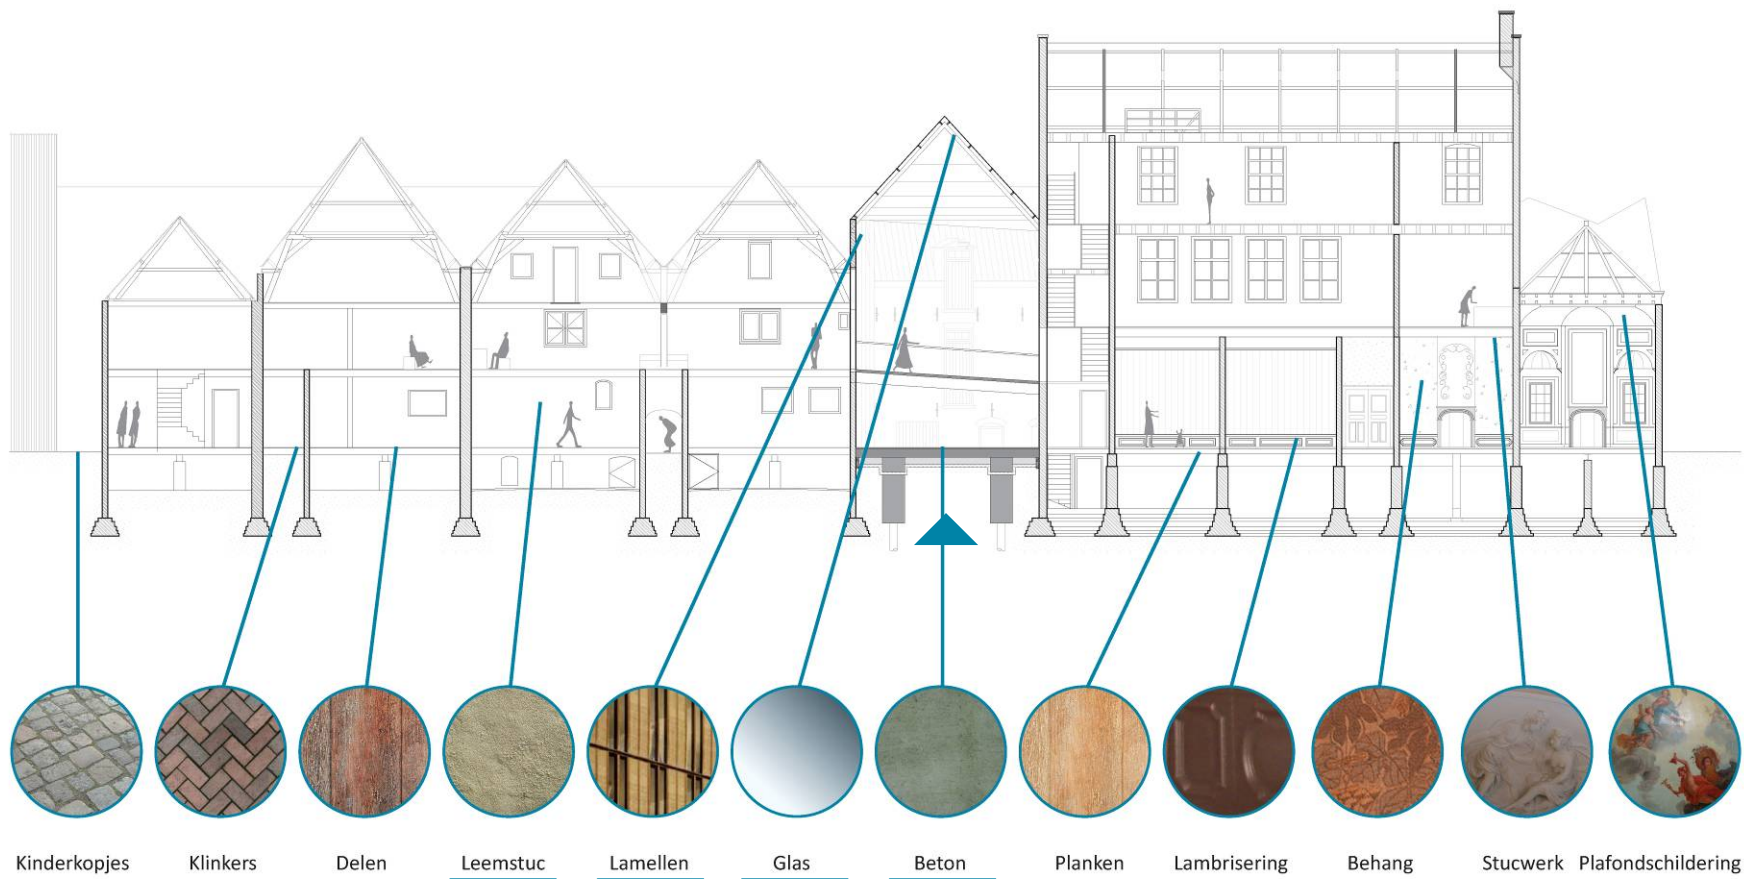 Kinderkopjes
Klinkers
Delen
Leemstuc
Lamellen
Glas
Beton
Planken
Lambrisering
Behang
Stucwerk
Plafondschildering